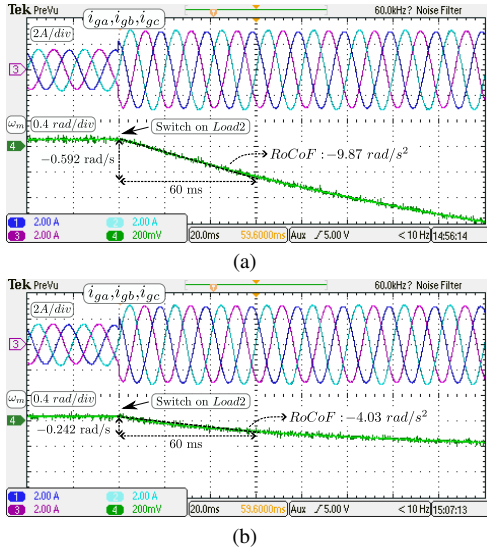 Tek PreVu 60.0kHz? Noise Filter
i_ga, i_gb, i_gc
2A/div
3
ω_m 0.4 rad/div
Switch on Load2
4
−0.592 rad/s
RoCoF : −9.87 rad/s²
60 ms
1 2.00 A 2 2.00 A
3 2.00 A 4 200mV
20.0ms 59.6000ms Aux 5.00 V < 10 Hz 14:56:14
(a)
Tek PreVu 60.0kHz? Noise Filter
i_ga, i_gb, i_gc
2A/div
3
ω_m 0.4 rad/div
Switch on Load2
4
−0.242 rad/s
RoCoF : −4.03 rad/s²
60 ms
1 2.00 A 2 2.00 A
3 2.00 A 4 200mV
20.0ms 59.6000ms Aux 5.00 V < 10 Hz 15:07:13
(b)